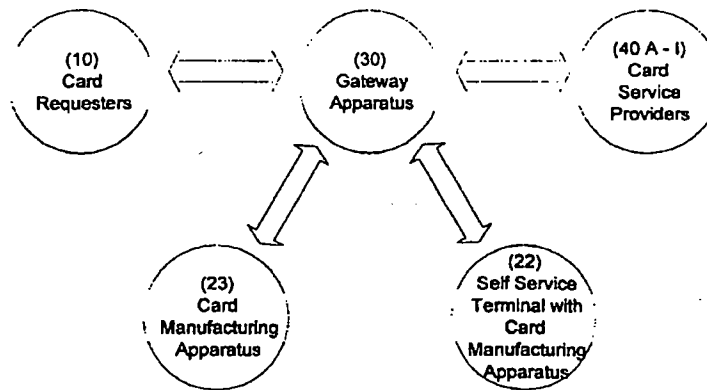 (10)
Card
Requesters
(30)
Gateway
Apparatus
(40 A - I)
Card
Service
Providers
(23)
Card
Manufacturing
Apparatus
(22)
Self Service
Terminal with
Card
Manufacturing
Apparatus